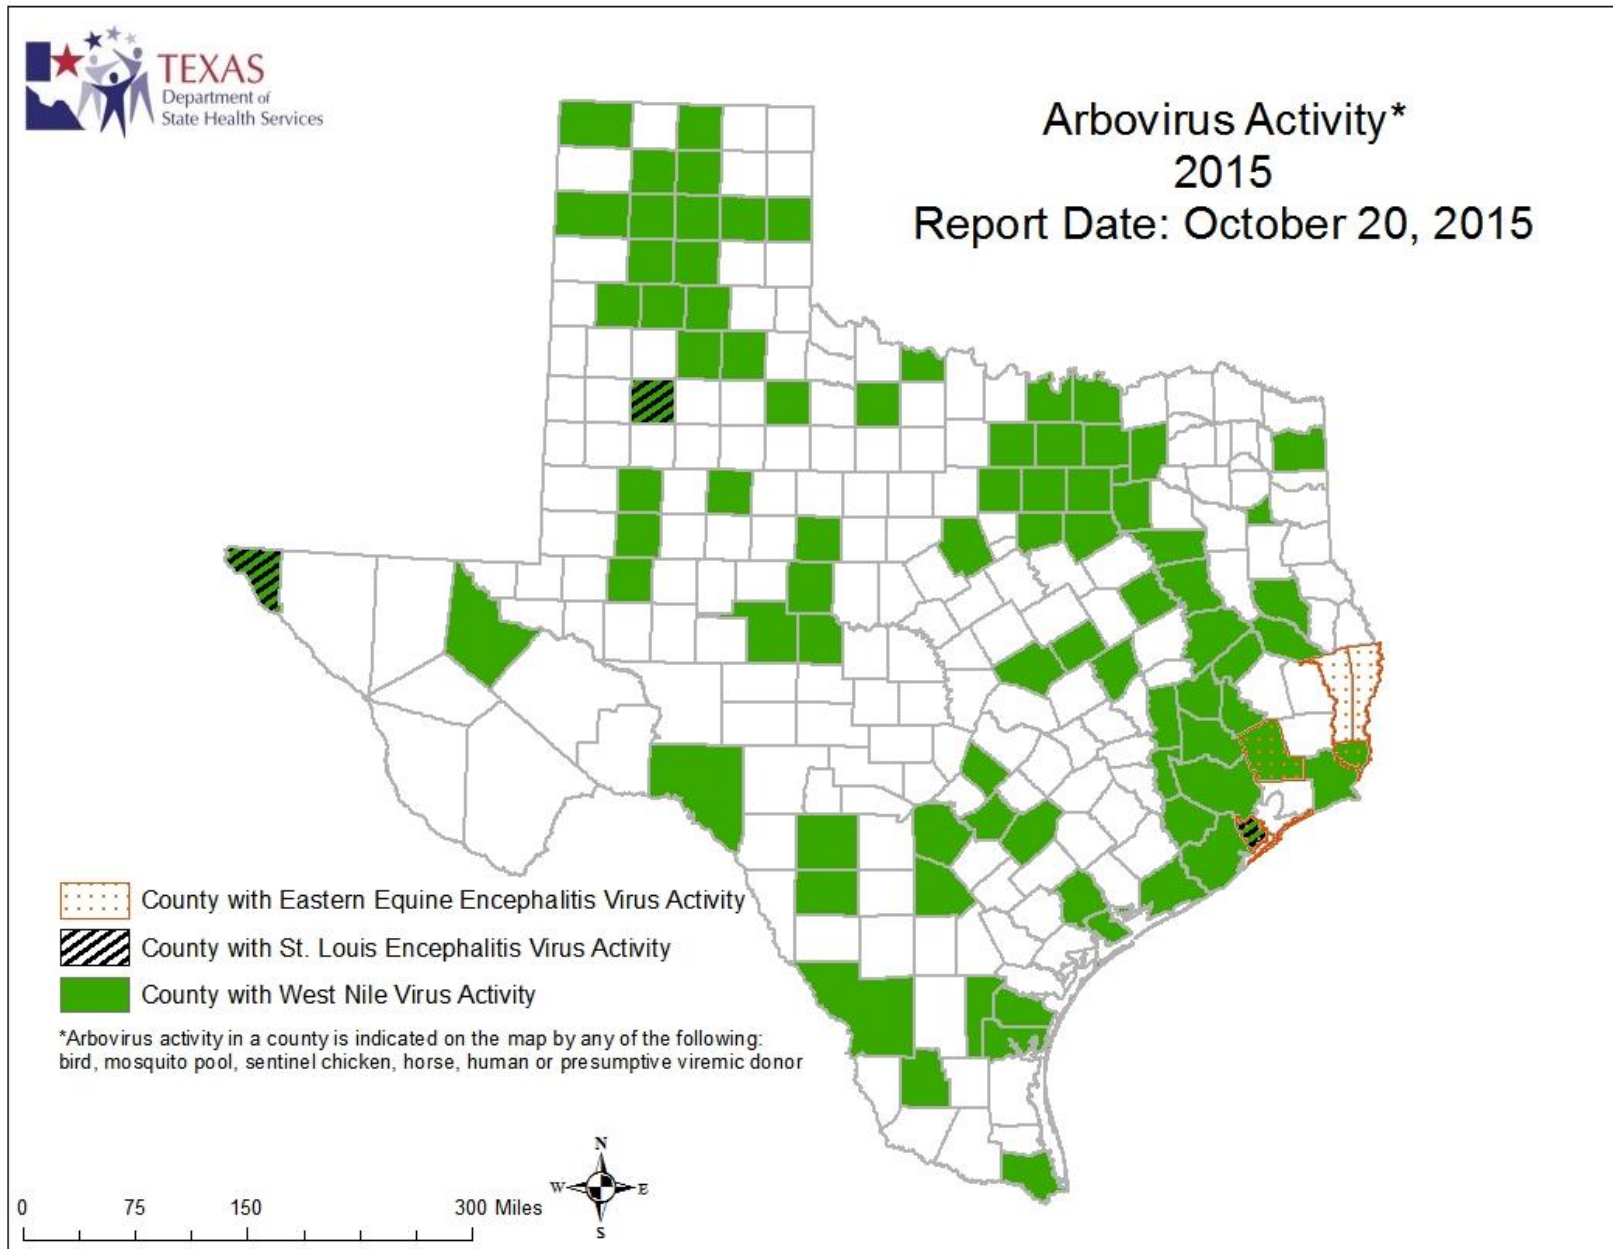 TEXAS
Department of
State Health Services
Arbovirus Activity*
2015
Report Date: October 20, 2015
County with Eastern Equine Encephalitis Virus Activity
County with St. Louis Encephalitis Virus Activity
County with West Nile Virus Activity
*Arbovirus activity in a county is indicated on the map by any of the following:
bird, mosquito pool, sentinel chicken, horse, human or presumptive viremic donor
N
W E
S
0 75 150 300 Miles